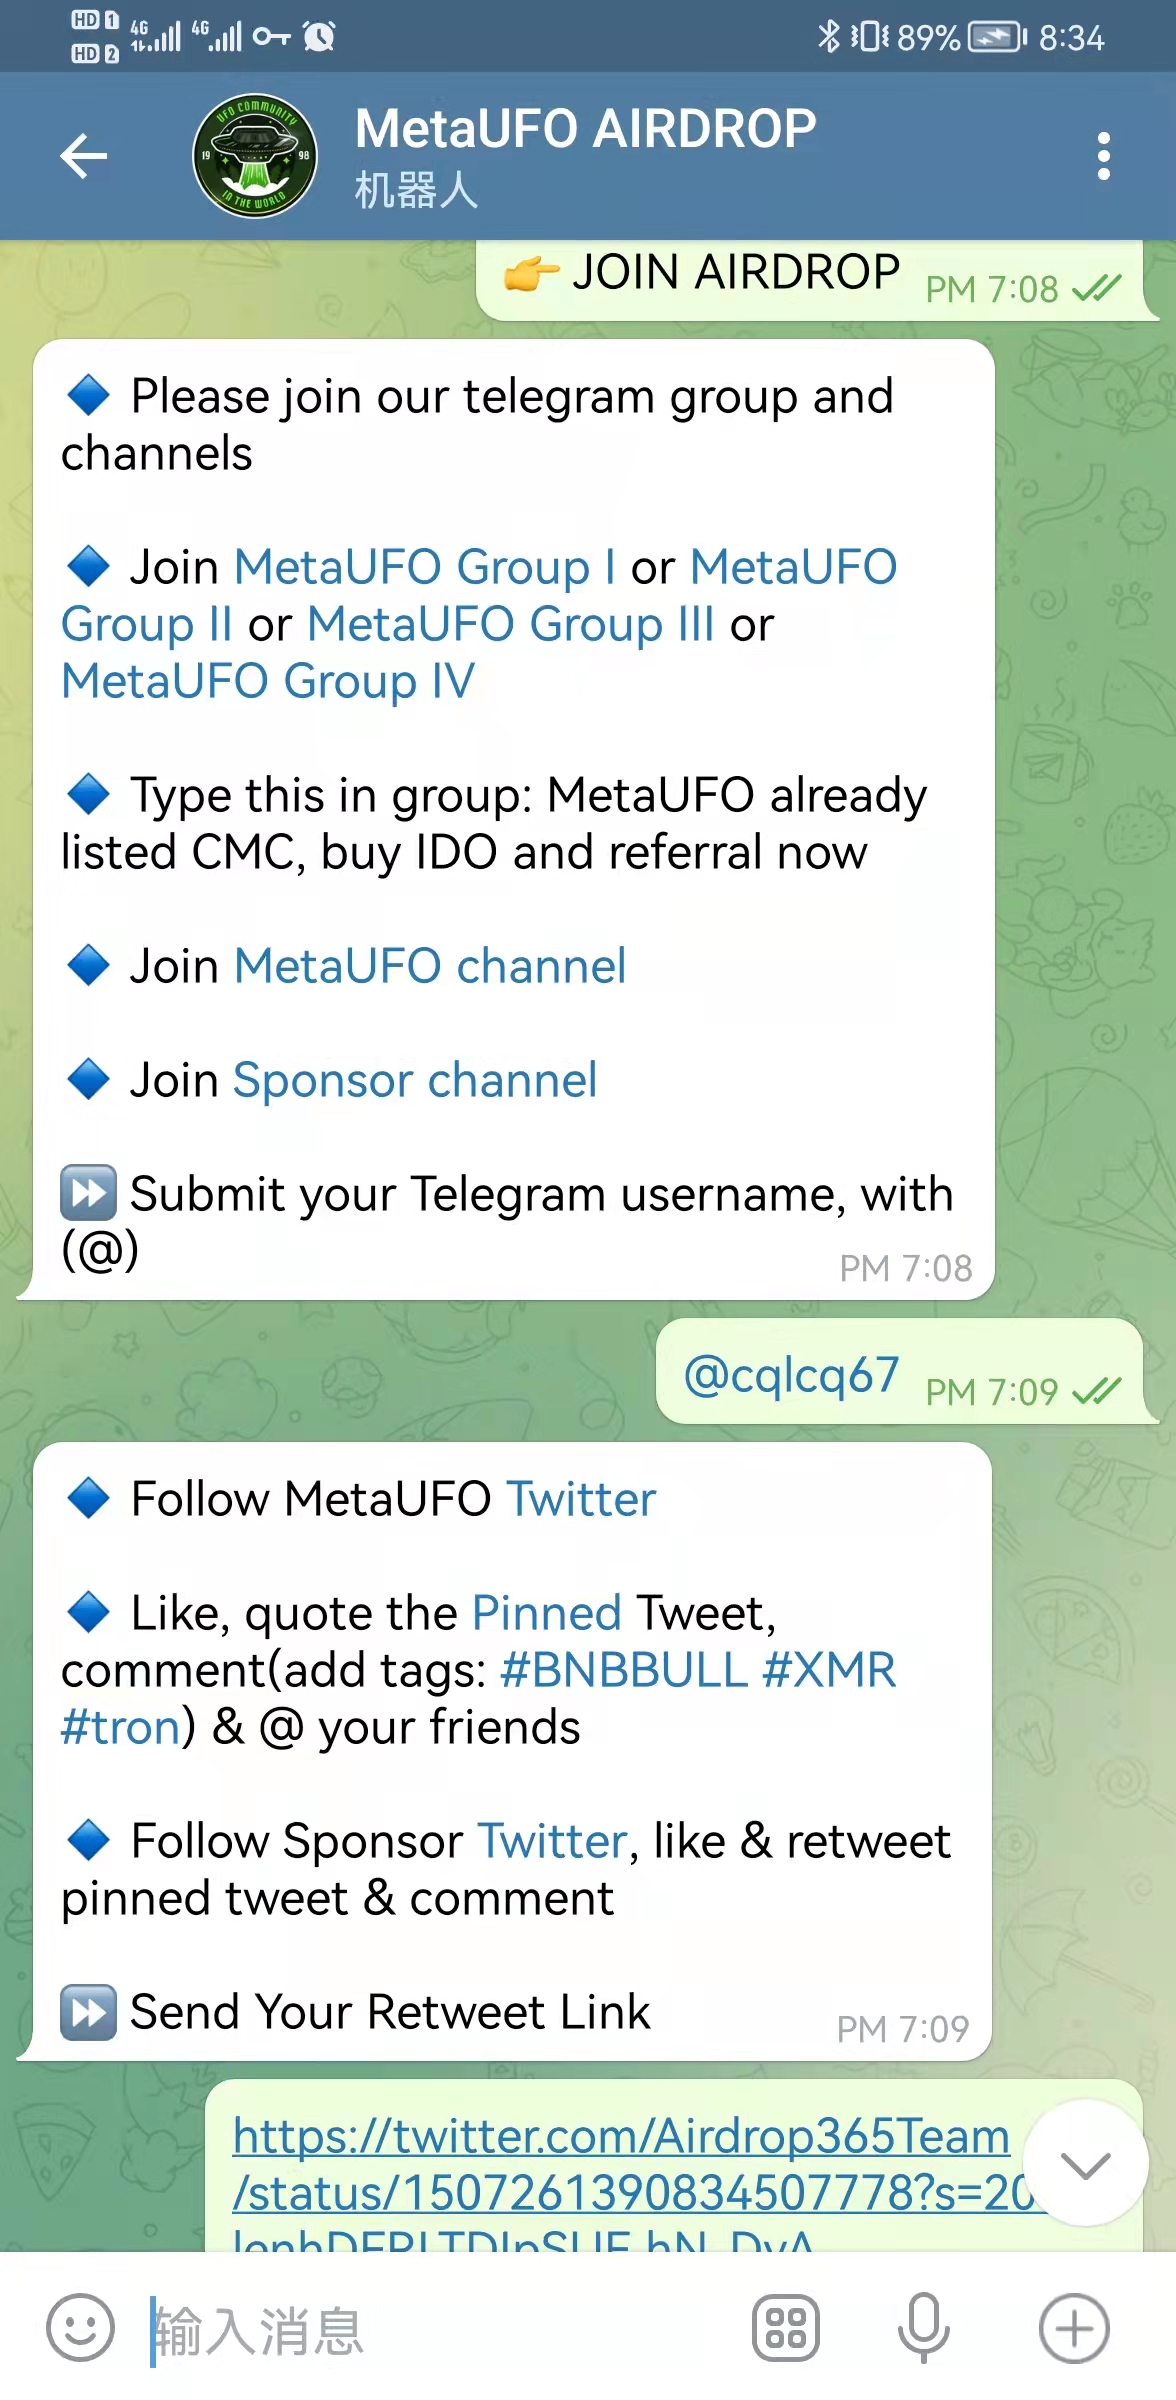 HD 1 4G 4G 89% 8:34
HD 2
UFO COMMUNITY
19 98
IN THE WORLD
MetaUFO AIRDROP
机器人
👉 JOIN AIRDROP PM 7:08
🔷 Please join our telegram group and
channels
🔷 Join MetaUFO Group I or MetaUFO
Group II or MetaUFO Group III or
MetaUFO Group IV
🔷 Type this in group: MetaUFO already
listed CMC, buy IDO and referral now
🔷 Join MetaUFO channel
🔷 Join Sponsor channel
⏩ Submit your Telegram username, with
(@)
PM 7:08
@cqlcq67 PM 7:09
🔷 Follow MetaUFO Twitter
🔷 Like, quote the Pinned Tweet,
comment(add tags: #BNBBULL #XMR
#tron) & @ your friends
🔷 Follow Sponsor Twitter, like & retweet
pinned tweet & comment
⏩ Send Your Retweet Link
PM 7:09
https://twitter.com/Airdrop365Team
/status/1507261390834507778?s=20
输入消息